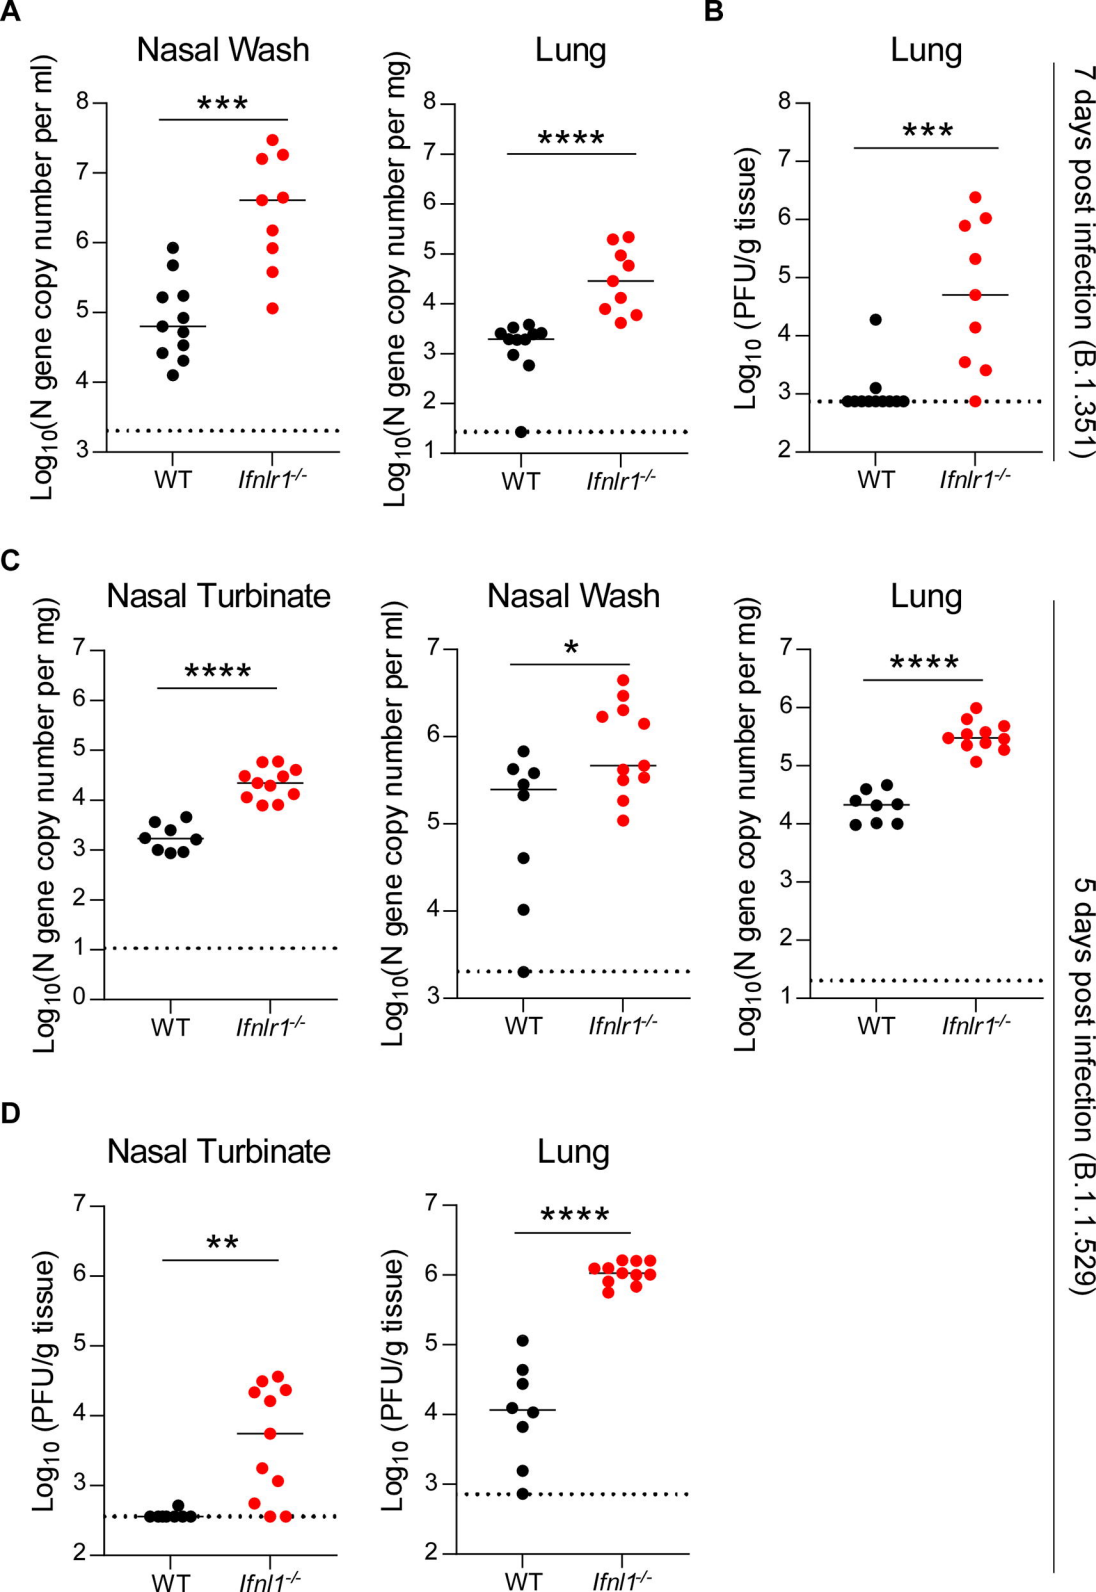 A
B
Nasal Wash
Lung
Lung
Log10(N gene copy number per ml)
8
7
6
5
4
3
***
WT
Ifnlr1-/-
Log10(N gene copy number per mg)
8
7
6
5
4
3
2
1
****
WT
Ifnlr1-/-
Log10 (PFU/g tissue)
8
7
6
5
4
3
2
***
WT
Ifnlr1-/-
7 days post infection (B.1.351)
C
Nasal Turbinate
Nasal Wash
Lung
Log10(N gene copy number per mg)
7
6
5
4
3
2
1
0
****
WT
Ifnlr1-/-
Log10(N gene copy number per ml)
7
6
5
4
3
*
WT
Ifnlr1-/-
Log10(N gene copy number per mg)
7
6
5
4
3
2
1
****
WT
Ifnlr1-/-
5 days post infection (B.1.1.529)
D
Nasal Turbinate
Lung
Log10 (PFU/g tissue)
7
6
5
4
3
2
**
WT
Ifnl1-/-
Log10 (PFU/g tissue)
7
6
5
4
3
2
****
WT
Ifnlr1-/-